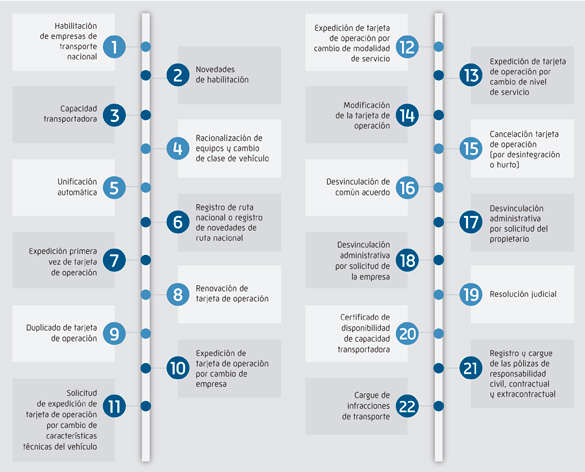 Habilitación
de empresas de
transporte
nacional
1
2
Novedades
de habilitación
Capacidad
transportadora
3
4
Racionalización de
equipos y cambio
de clase de vehículo
Unificación
automática
5
6
Registro de ruta
nacional o registro
de novedades de
ruta nacional
Expedición primera
vez de tarjeta
de operación
7
8
Renovación de
tarjeta de operación
Duplicado de tarjeta
de operación
9
10
Expedición de
tarjeta de operación
por cambio de
empresa
Solicitud
de expedición de
tarjeta de operación
por cambio de
características
técnicas del vehículo
11
Expedición de tarjeta
de operación por
cambio de modalidad
de servicio
12
13
Expedición de tarjeta
de operación por
cambio de nivel
de servicio
Modificación
de la tarjeta de
operación
14
15
Cancelación tarjeta
de operación
(por desintegración
o hurto)
Desvinculación de
común acuerdo
16
17
Desvinculación
administrativa
por solicitud del
propietario
Desvinculación
administrativa
por solicitud de
la empresa
18
19
Resolución judicial
Certificado de
disponibilidad
de capacidad
transportadora
20
21
Registro y cargue
de las pólizas de
responsabilidad
civil, contractual y
y extracontractual
Cargue de
infracciones
de transporte
22